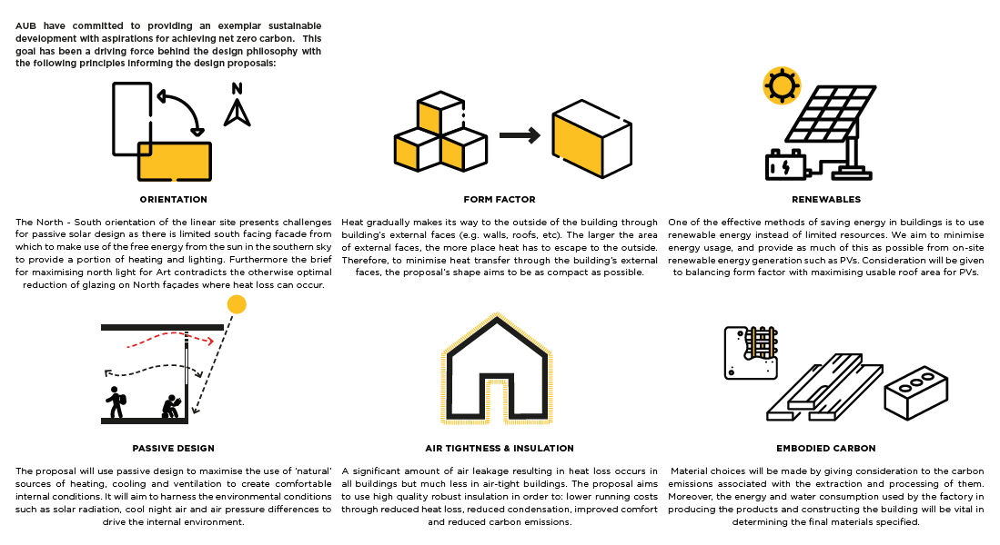 AUB have committed to providing an exemplar sustainable
development with aspirations for achieving net zero carbon. This
goal has been a driving force behind the design philosophy with
the following principles informing the design proposals:
N
ORIENTATION
The North - South orientation of the linear site presents challenges
for passive solar design as there is limited south facing facade from
which to make use of the free energy from the sun in the southern sky
to provide a portion of heating and lighting. Furthermore the brief
for maximising north light for Art contradicts the otherwise optimal
reduction of glazing on North façades where heat loss can occur.
FORM FACTOR
Heat gradually makes its way to the outside of the building through
building's external faces (e.g. walls, roofs, etc). The larger the area
of external faces, the more place heat has to escape to the outside.
Therefore, to minimise heat transfer through the building's external
faces, the proposal's shape aims to be as compact as possible.
RENEWABLES
One of the effective methods of saving energy in buildings is to use
renewable energy instead of limited resources. We aim to minimise
energy usage, and provide as much of this as possible from on-site
renewable energy generation such as PVs. Consideration will be given
to balancing form factor with maximising usable roof area for PVs.
PASSIVE DESIGN
The proposal will use passive design to maximise the use of 'natural'
sources of heating, cooling and ventilation to create comfortable
internal conditions. It will aim to harness the environmental conditions
such as solar radiation, cool night air and air pressure differences to
drive the internal environment.
AIR TIGHTNESS & INSULATION
A significant amount of air leakage resulting in heat loss occurs in
all buildings but much less in air-tight buildings. The proposal aims
to use high quality robust insulation in order to: lower running costs
through reduced heat loss, reduced condensation, improved comfort
and reduced carbon emissions.
EMBODIED CARBON
Material choices will be made by giving consideration to the carbon
emissions associated with the extraction and processing of them.
Moreover, the energy and water consumption used by the factory in
producing the products and constructing the building will be vital in
determining the final materials specified.